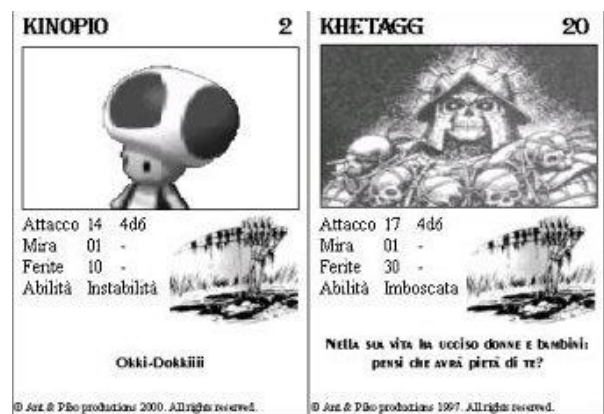 KINOPIO 2
Attacco 14 4d6
Mira 01 -
Ferite 10 -
Abilità Instabilità
Okki-Dokkiiii
© Ant & Piko productions 2000. All rights reserved.
KHETAGG 20
Attacco 17 4d6
Mira 01 -
Ferite 30 -
Abilità Imboscata
Nella sua vita ha ucciso donne e bambini:
pensi che avrà pietà di te?
© Ant & Piko productions 1997. All rights reserved.